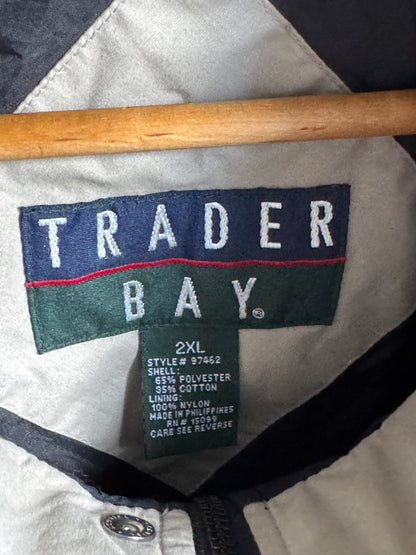 TRADER
BAY®
2XL
STYLE# 97462
SHELL:
65% POLYESTER
35% COTTON
LINING:
100% NYLON
MADE IN PHILIPPINES
RN# 15099
CARE SEE REVERSE